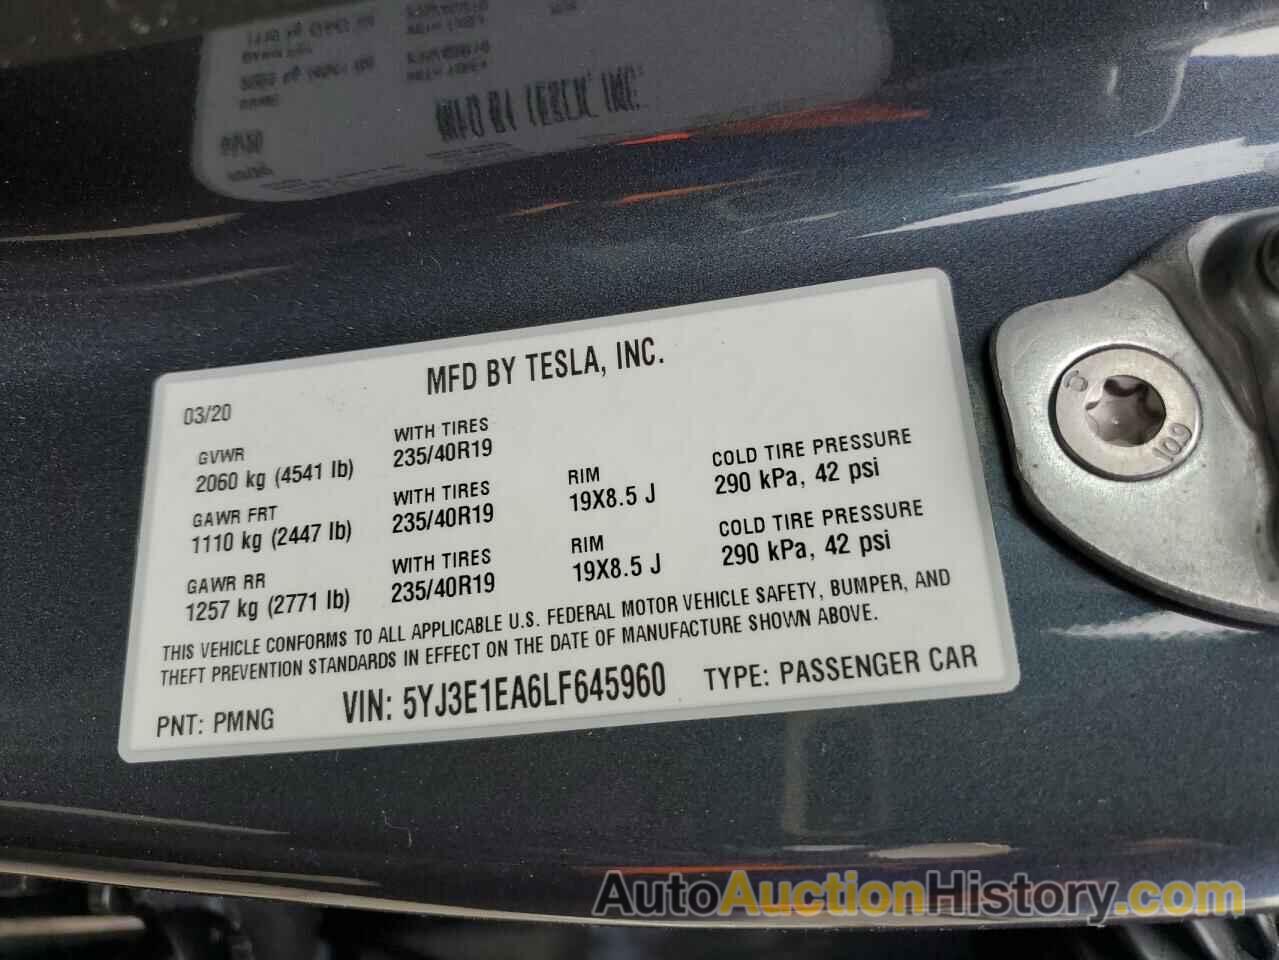 MFD BY TESLA, INC.
03/20
GVWR
2060 kg (4541 lb)
WITH TIRES
235/40R19
GAWR FRT
1110 kg (2447 lb)
WITH TIRES
235/40R19
RIM
19X8.5 J
COLD TIRE PRESSURE
290 kPa, 42 psi
GAWR RR
1257 kg (2771 lb)
WITH TIRES
235/40R19
RIM
19X8.5 J
COLD TIRE PRESSURE
290 kPa, 42 psi
THIS VEHICLE CONFORMS TO ALL APPLICABLE U.S. FEDERAL MOTOR VEHICLE SAFETY, BUMPER, AND
THEFT PREVENTION STANDARDS IN EFFECT ON THE DATE OF MANUFACTURE SHOWN ABOVE.
PNT: PMNG
VIN: 5YJ3E1EA6LF645960
TYPE: PASSENGER CAR
109
AutoAuctionHistory.com